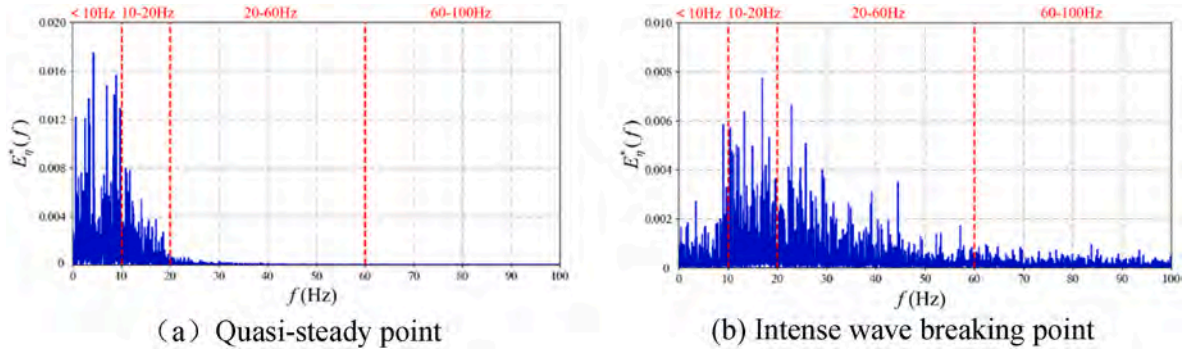 < 10Hz 10-20Hz 20-60Hz 60-100Hz
0.020
0.016
0.012
0.008
0.004
0
E*η(f)
0 10 20 30 40 50 60 70 80 90 100
f(Hz)
(a) Quasi-steady point
< 10Hz 10-20Hz 20-60Hz 60-100Hz
0.010
0.008
0.006
0.004
0.002
0
E*η(f)
0 10 20 30 40 50 60 70 80 90 100
f(Hz)
(b) Intense wave breaking point